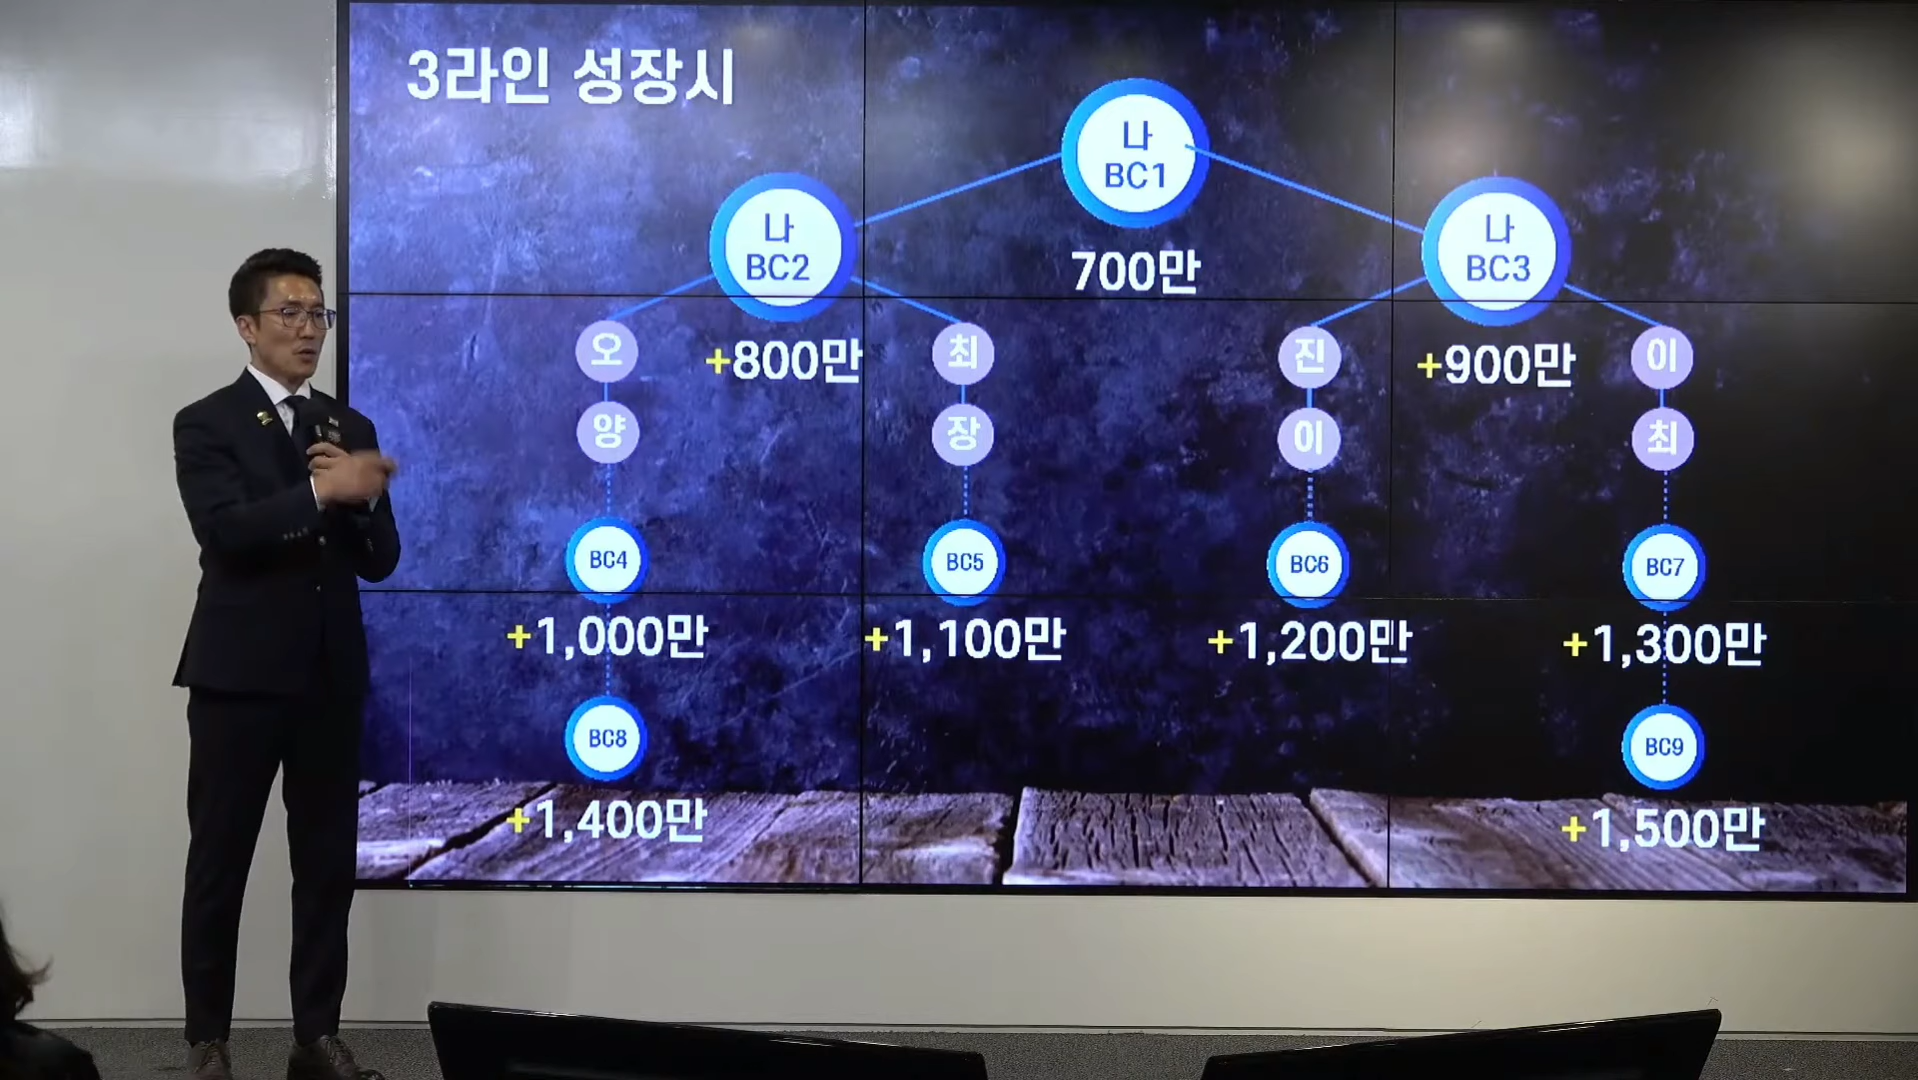 3라인 성장시
나
BC1
700만
나
BC2
+800만
나
BC3
+900만
오
최
진
이
양
장
이
최
BC4
BC5
BC6
BC7
+1,000만
+1,100만
+1,200만
+1,300만
BC8
BC9
+1,400만
+1,500만